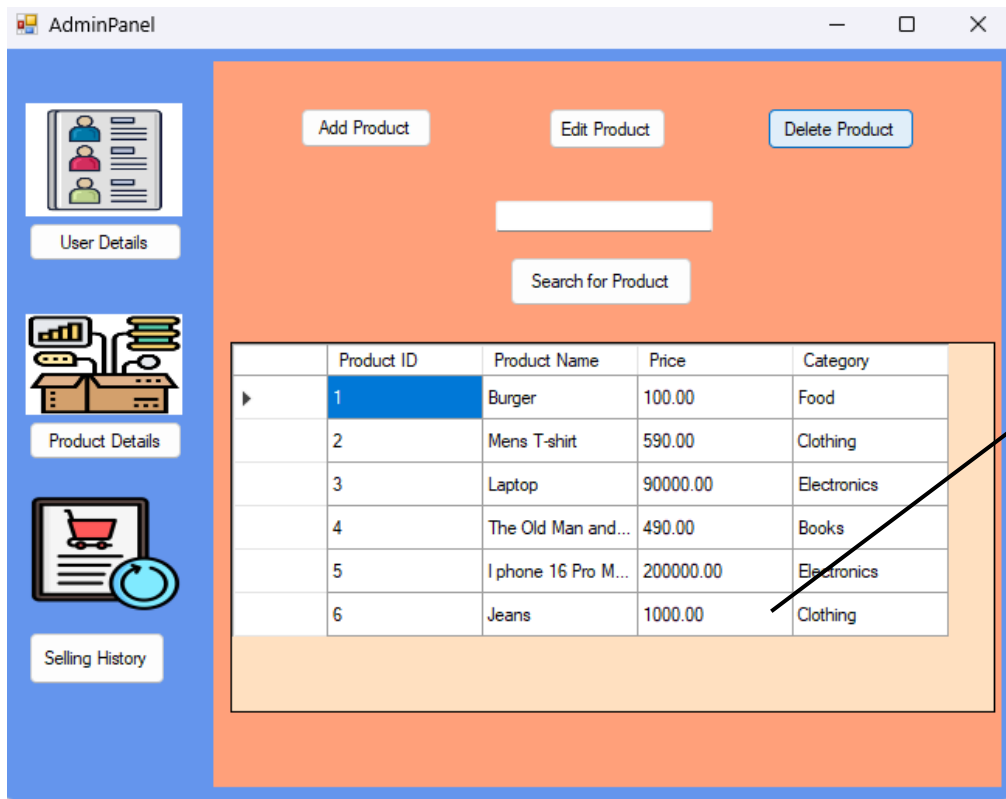 AdminPanel
Add Product Edit Product Delete Product
User Details
Search for Product
Product ID Product Name Price Category
1 Burger 100.00 Food
2 Mens T-shirt 590.00 Clothing
3 Laptop 90000.00 Electronics
4 The Old Man and... 490.00 Books
5 I phone 16 Pro M... 200000.00 Electronics
6 Jeans 1000.00 Clothing
Product Details
Selling History